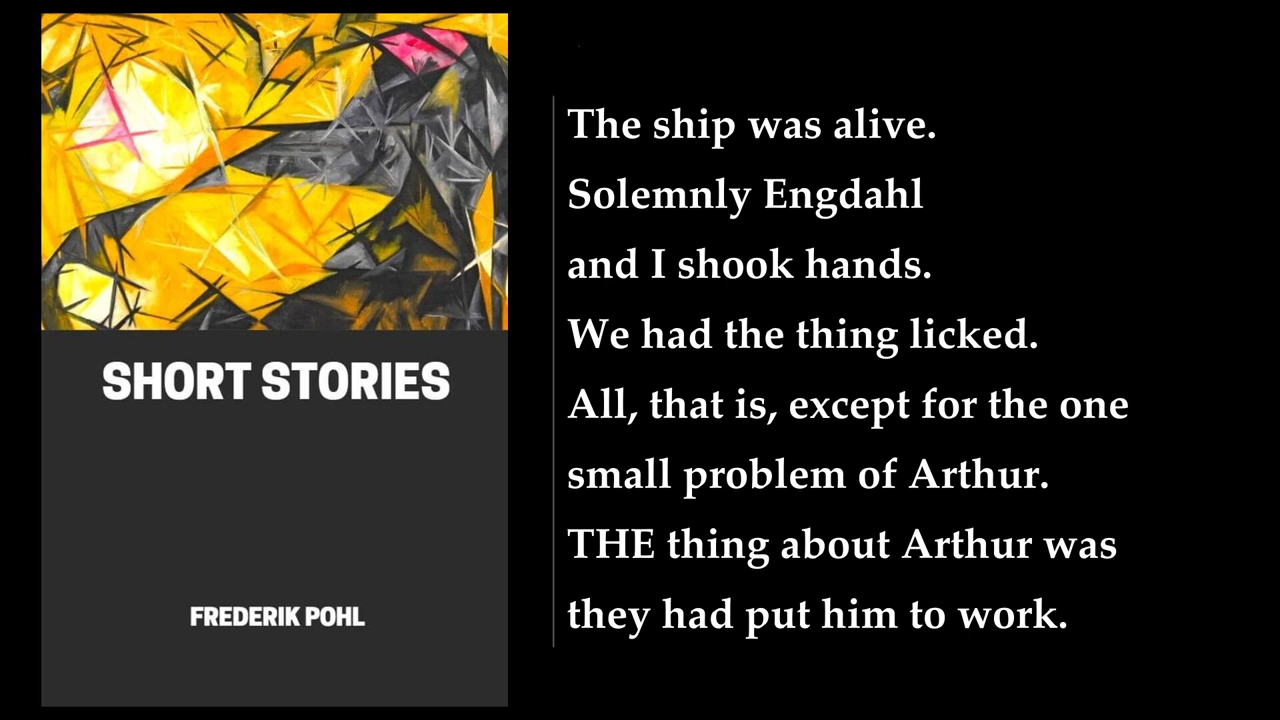 SHORT STORIES
FREDERIK POHL
The ship was alive.
Solemnly Engdahl
and I shook hands.
We had the thing licked.
All, that is, except for the one
small problem of Arthur.
THE thing about Arthur was
they had put him to work.